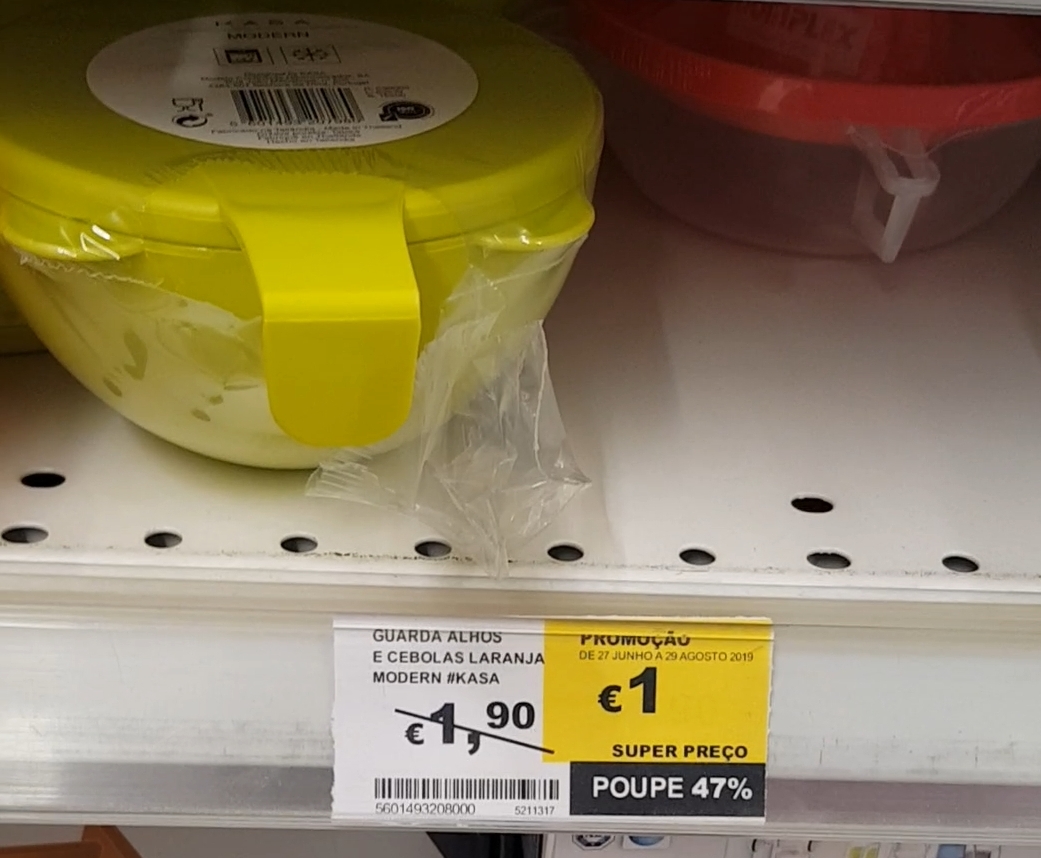 KASA
MODERN
GUARDA ALHOS
E CEBOLAS LARANJA
MODERN #KASA
€ 1,90
5601493208000 5211317
PROMOÇÃO
DE 27 JUNHO A 29 AGOSTO 2019
€1
SUPER PREÇO
POUPE 47%